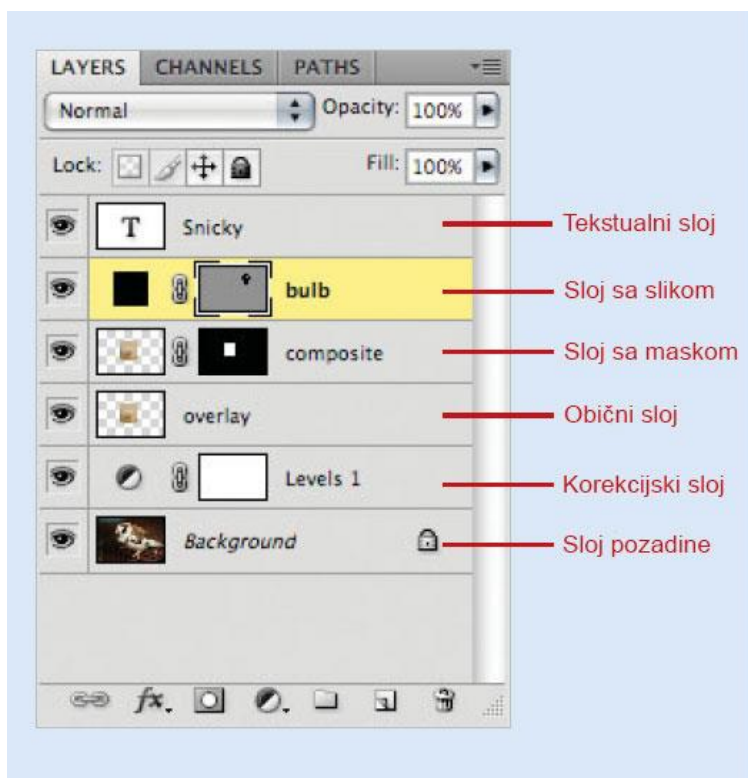 LAYERS CHANNELS PATHS
Normal Opacity: 100%
Lock: Fill: 100%
T Snicky Tekstualni sloj
bulb Sloj sa slikom
composite Sloj sa maskom
overlay Obični sloj
Levels 1 Korekcijski sloj
Background Sloj pozadine
fx.